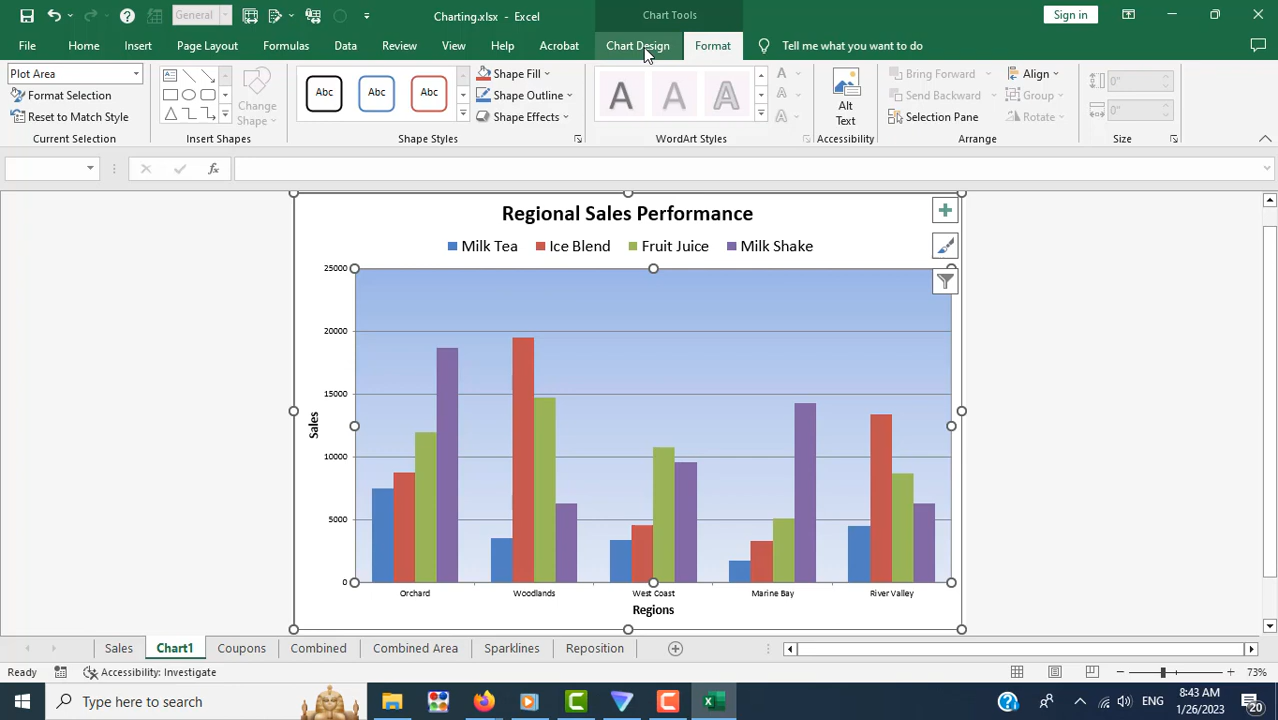 General
Charting.xlsx - Excel
Chart Tools
Sign in
File
Home
Insert
Page Layout
Formulas
Data
Review
View
Help
Acrobat
Chart Design
Format
Tell me what you want to do
Plot Area
Format Selection
Reset to Match Style
Current Selection
Change
Shape
Insert Shapes
Abc
Abc
Abc
Shape Fill
Shape Outline
Shape Effects
Shape Styles
A
A
A
A
A
A
WordArt Styles
Alt
Text
Accessibility
Bring Forward
Send Backward
Selection Pane
Align
Group
Rotate
Arrange
0"
0"
Size
fx
Regional Sales Performance
Milk Tea
Ice Blend
Fruit Juice
Milk Shake
25000
20000
15000
10000
5000
0
Sales
Orchard
Woodlands
West Coast
Marine Bay
River Valley
Regions
Sales
Chart1
Coupons
Combined
Combined Area
Sparklines
Reposition
Ready
Accessibility: Investigate
73%
Type here to search
ENG
8:43 AM
1/26/2023
20